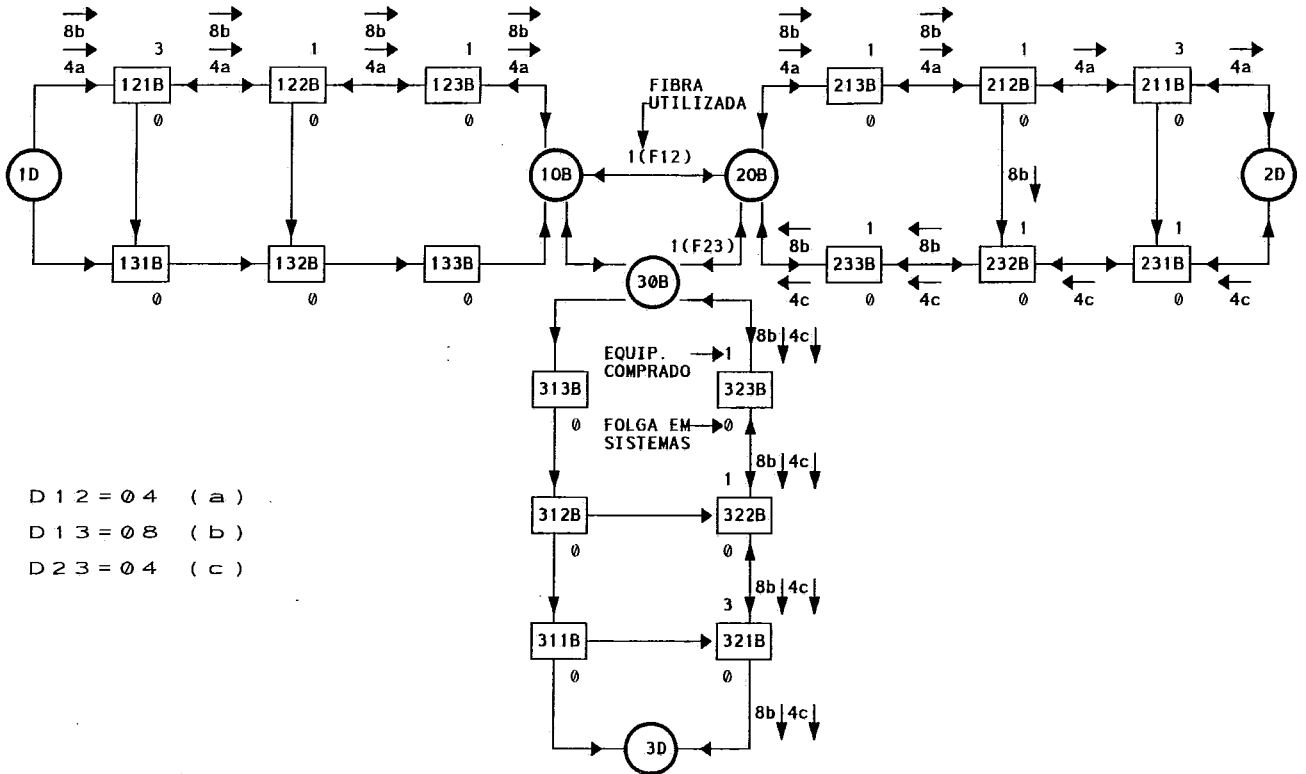 8b 8b 8b 8b 8b 8b
4a 3 4a 1 4a 1 4a 4a 1 4a 1 4a 3 4a
121B 122B 123B FIBRA UTILIZADA 213B 212B 211B
0 0 0 0 0 0
1D 10B 1(F12) 20B 8b 2D
1(F23) 8b 1 8b 1 1
131B 132B 133B 30B 233B 232B 231B
0 0 0 4c 0 4c 0 4c 0 4c
8b 4c
EQUIP. COMPRADO 1
313B 323B
0 FOLGA EM SISTEMAS 0
8b 4c
1
D12=04 (a)
312B 322B
D13=08 (b)
0 0
D23=04 (c)
8b 4c
3
311B 321B
0 0
8b 4c
3D